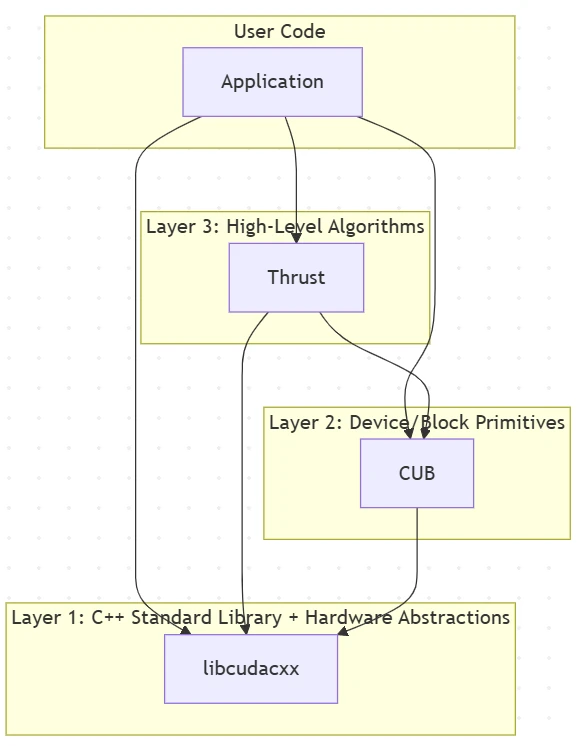 User Code
Application
Layer 3: High-Level Algorithms
Thrust
Layer 2: Device/Block Primitives
CUB
Layer 1: C++ Standard Library + Hardware Abstractions
libcudacxx